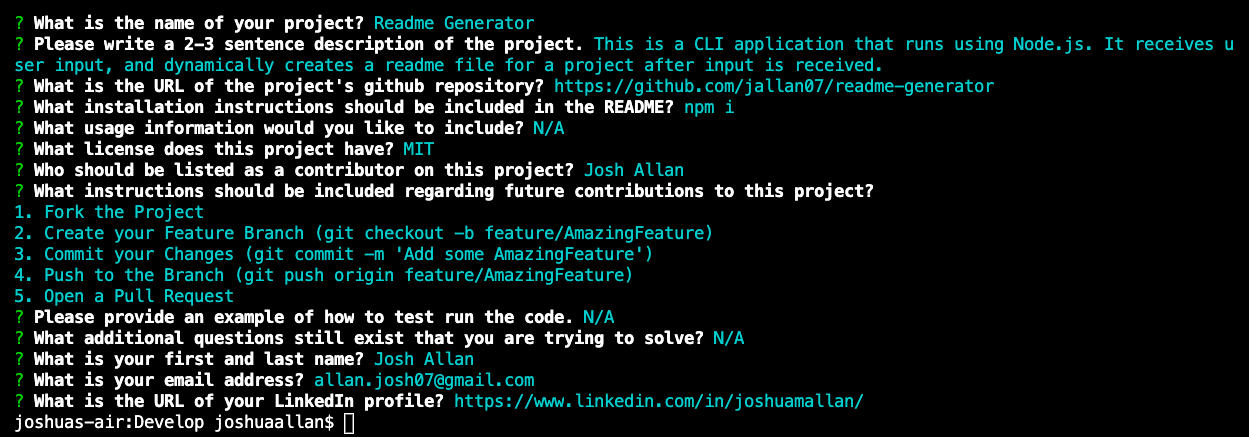 ? What is the name of your project? Readme Generator
? Please write a 2-3 sentence description of the project. This is a CLI application that runs using Node.js. It receives u
ser input, and dynamically creates a readme file for a project after input is received.
? What is the URL of the project's github repository? https://github.com/jallan07/readme-generator
? What installation instructions should be included in the README? npm i
? What usage information would you like to include? N/A
? What license does this project have? MIT
? Who should be listed as a contributor on this project? Josh Allan
? What instructions should be included regarding future contributions to this project?
1. Fork the Project
2. Create your Feature Branch (git checkout -b feature/AmazingFeature)
3. Commit your Changes (git commit -m 'Add some AmazingFeature')
4. Push to the Branch (git push origin feature/AmazingFeature)
5. Open a Pull Request
? Please provide an example of how to test run the code. N/A
? What additional questions still exist that you are trying to solve? N/A
? What is your first and last name? Josh Allan
? What is your email address? allan.josh07@gmail.com
? What is the URL of your LinkedIn profile? https://www.linkedin.com/in/joshuamallan/
joshuas-air:Develop joshuaallan$